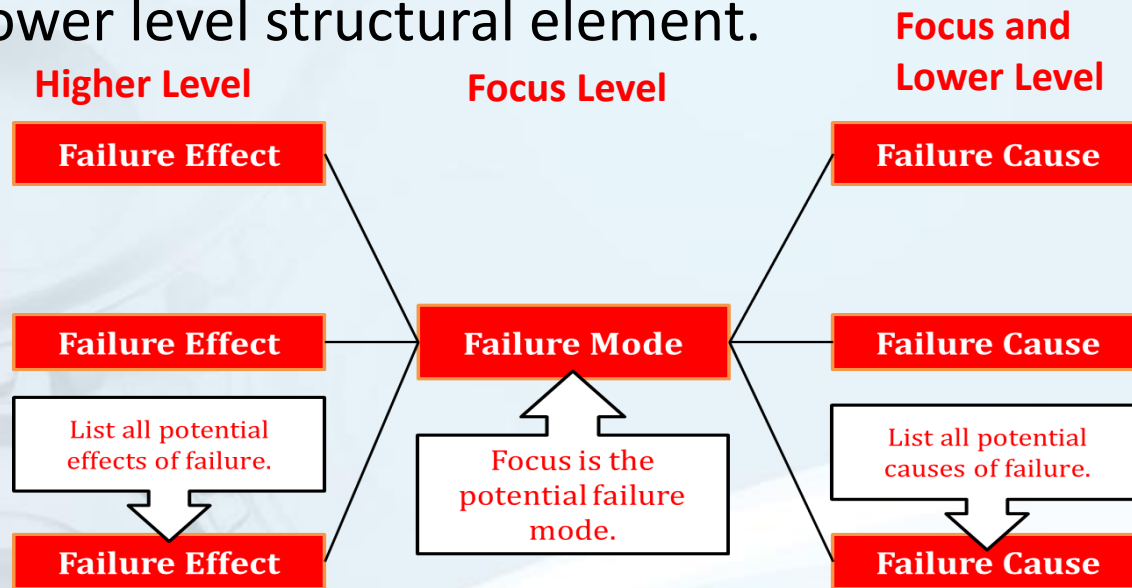 ower level structural element.
Higher Level
Focus Level
Focus and
Lower Level
Failure Effect
Failure Cause
Failure Effect
Failure Mode
Failure Cause
List all potential
effects of failure.
Focus is the
potential failure
mode.
List all potential
causes of failure.
Failure Effect
Failure Cause